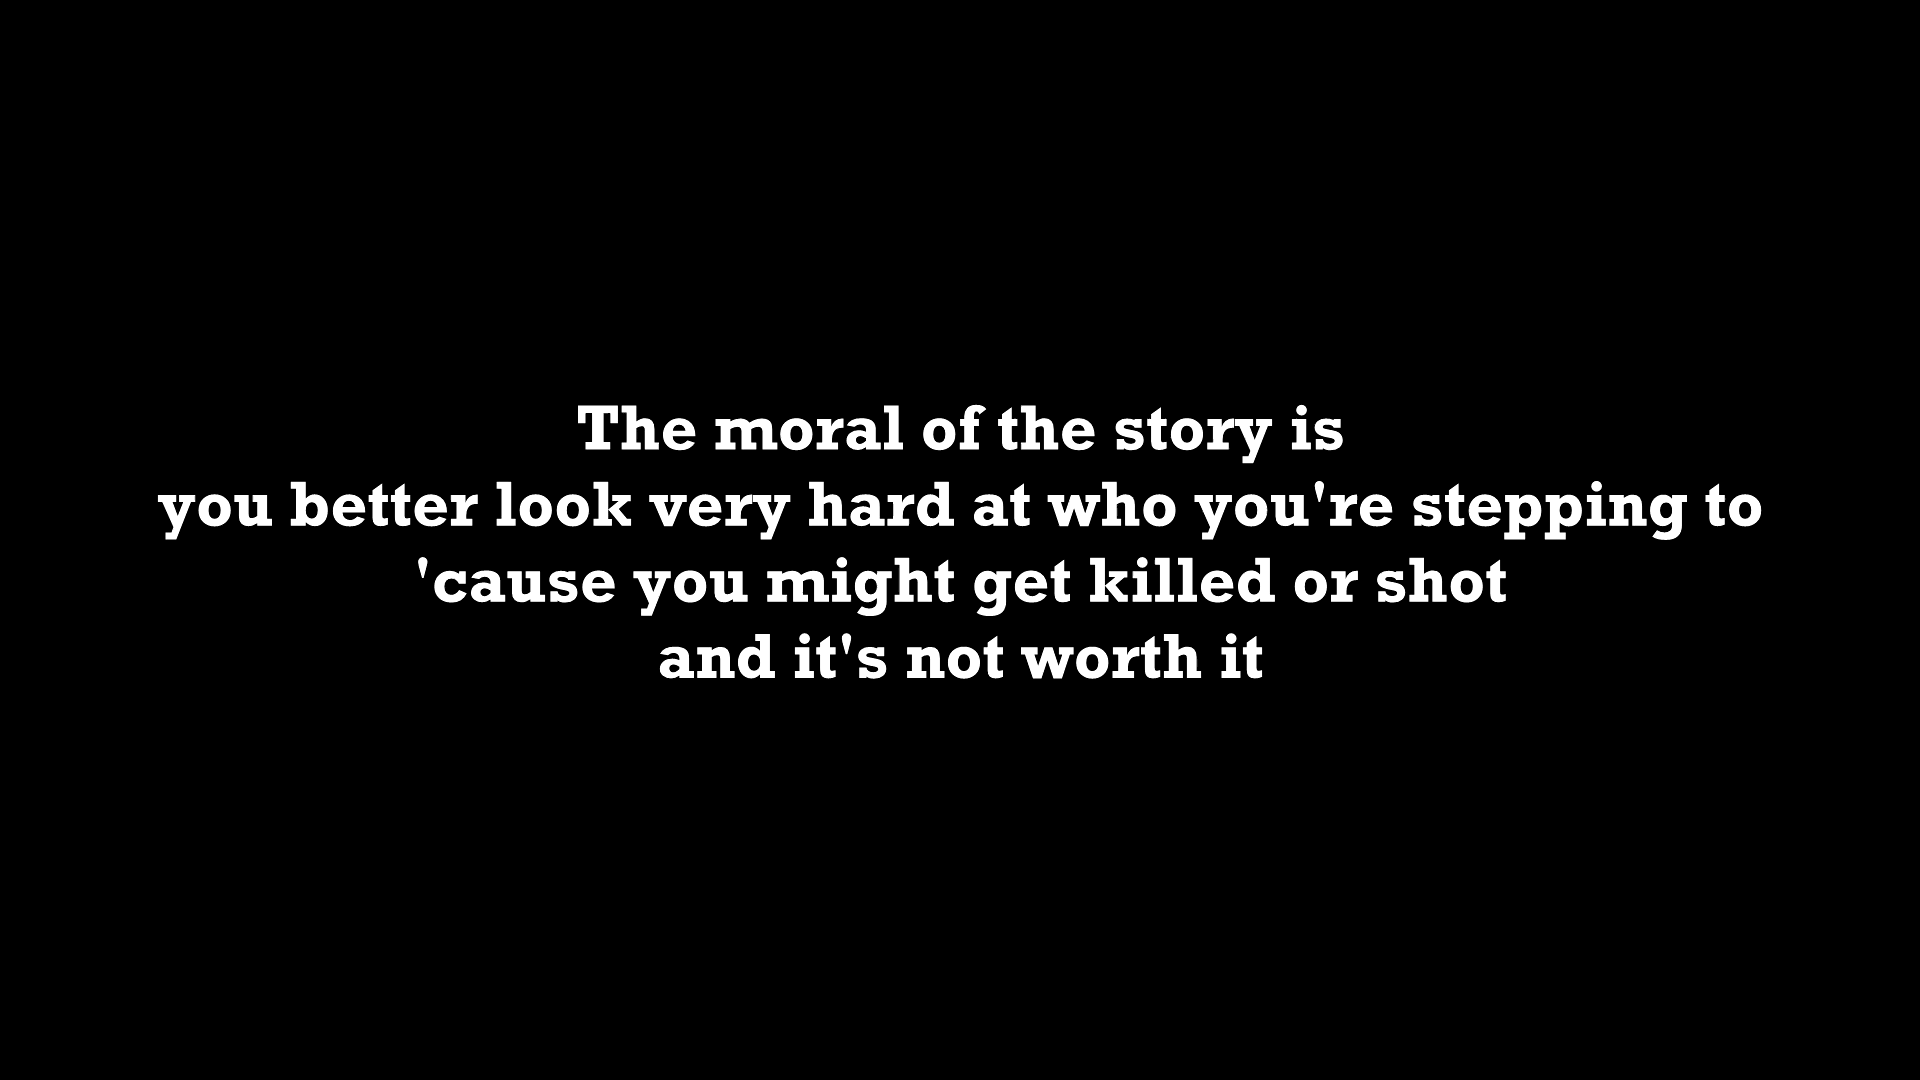 The moral of the story is
you better look very hard at who you're stepping to
'cause you might get killed or shot
and it's not worth it